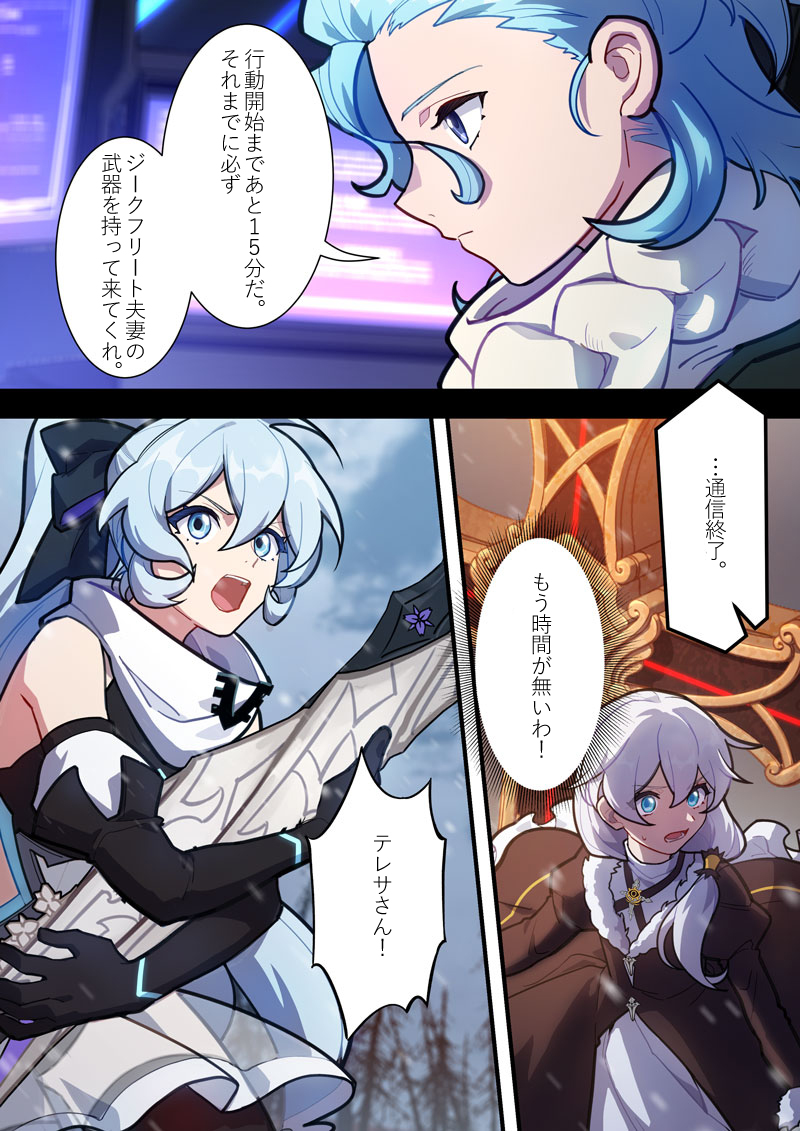 行動開始まであと15分だ。
それまでに必ず
ジークフリート夫妻の
武器を持って来てくれ。
…通信終了。
もう時間が無いわ!
テレサさん!